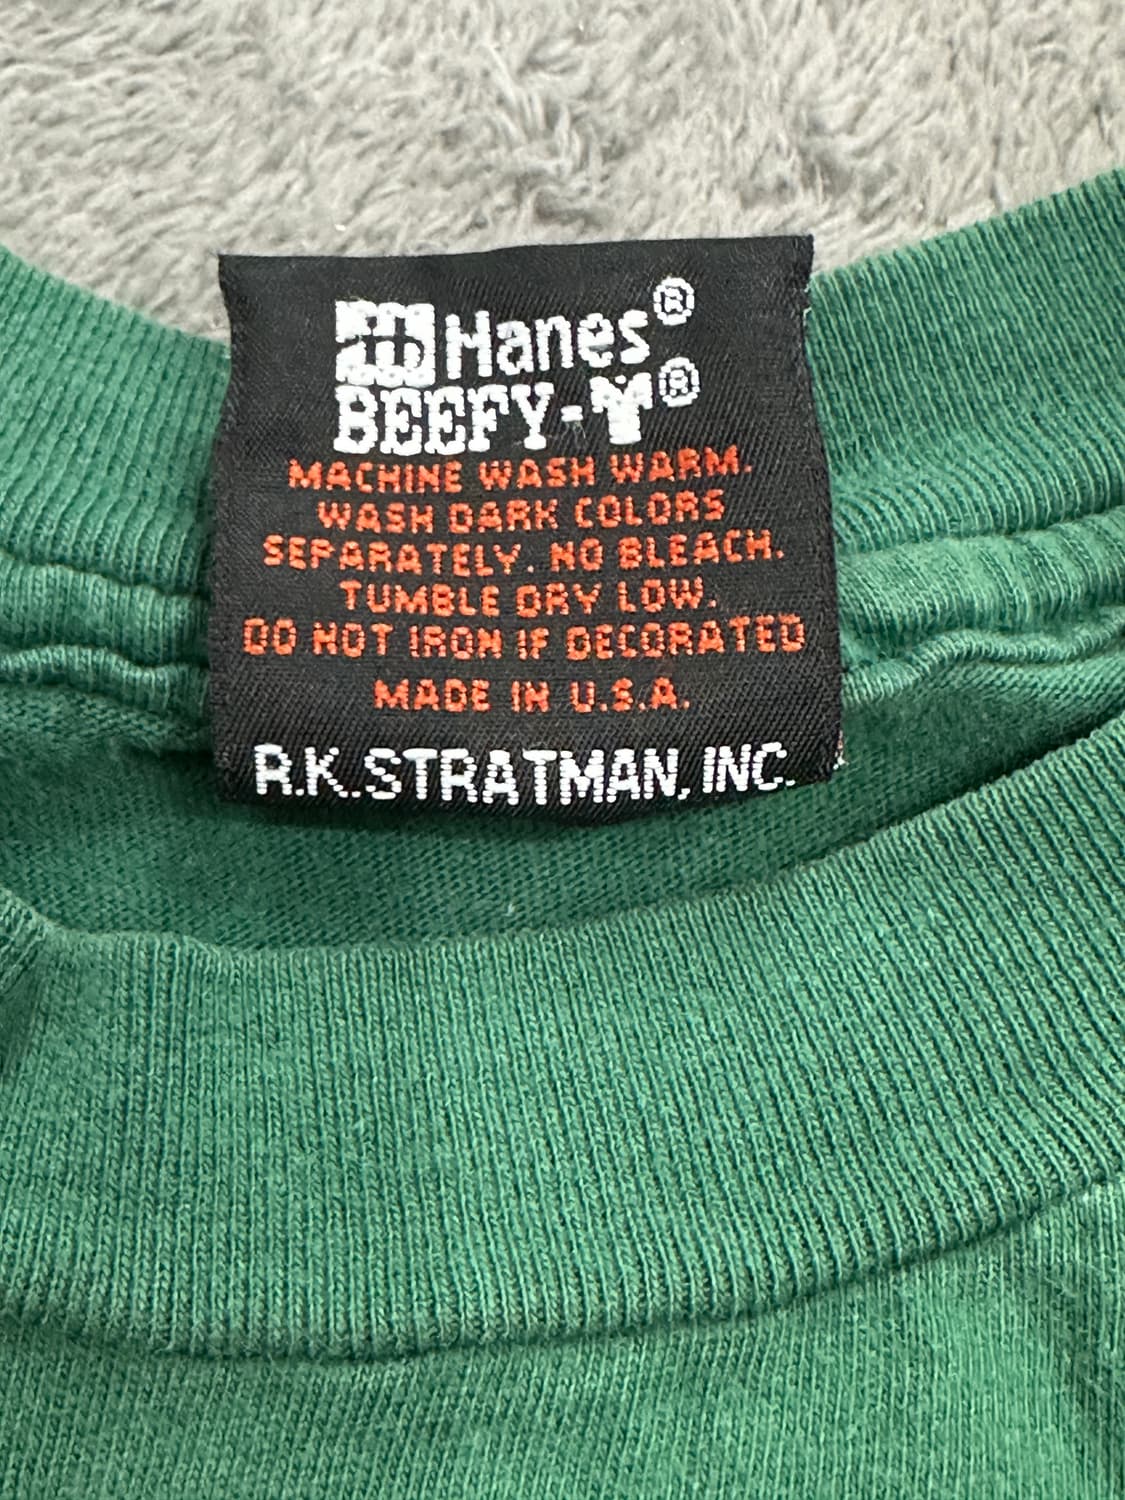 Hanes®
BEEFY-T®
MACHINE WASH WARM.
WASH DARK COLORS
SEPARATELY. NO BLEACH.
TUMBLE DRY LOW.
DO NOT IRON IF DECORATED
MADE IN U.S.A.
R.K.STRATMAN, INC.